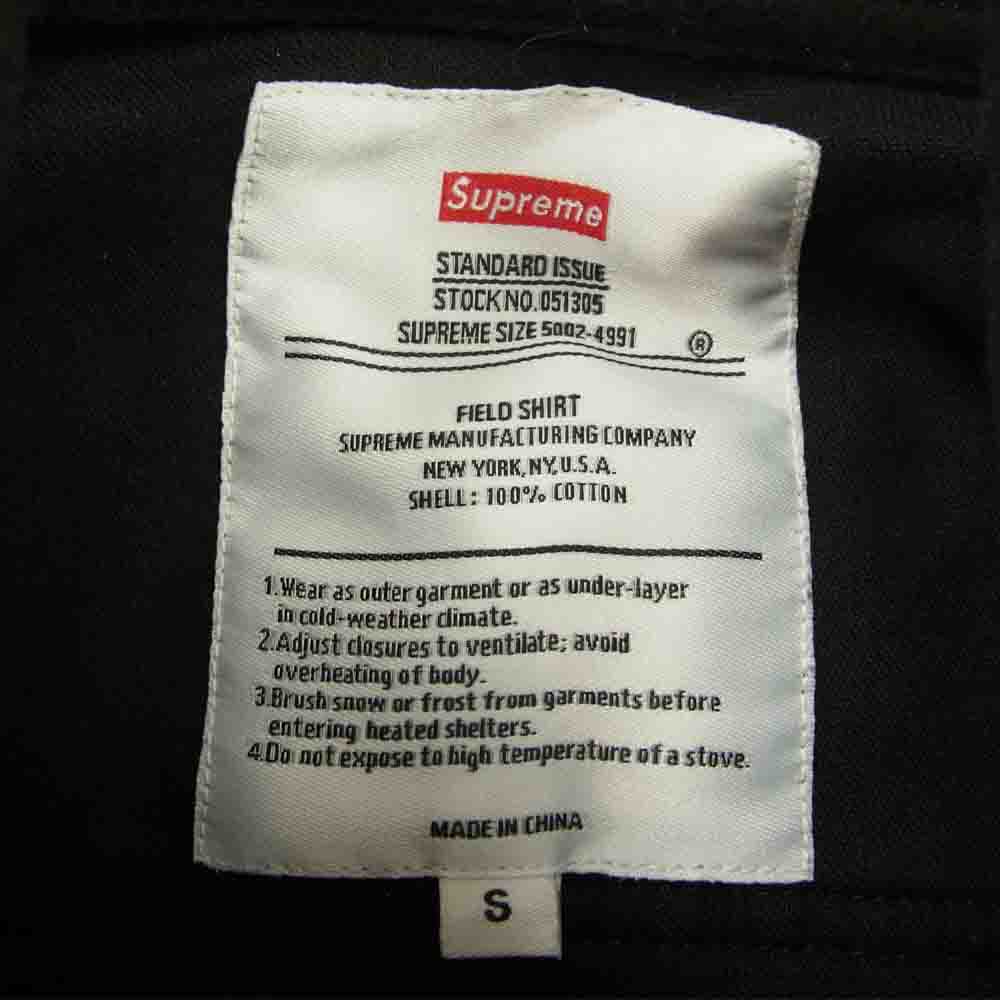 Supreme
STANDARD ISSUE
STOCK NO. 051305
SUPREME SIZE 5002-4991 ®
FIELD SHIRT
SUPREME MANUFACTURING COMPANY
NEW YORK, NY, U.S.A.
SHELL: 100% COTTON
1.Wear as outer garment or as under-layer
in cold-weather climate.
2.Adjust closures to ventilate; avoid
overheating of body.
3.Brush snow or frost from garments before
entering heated shelters.
4.Do not expose to high temperature of a stove.
MADE IN CHINA
S